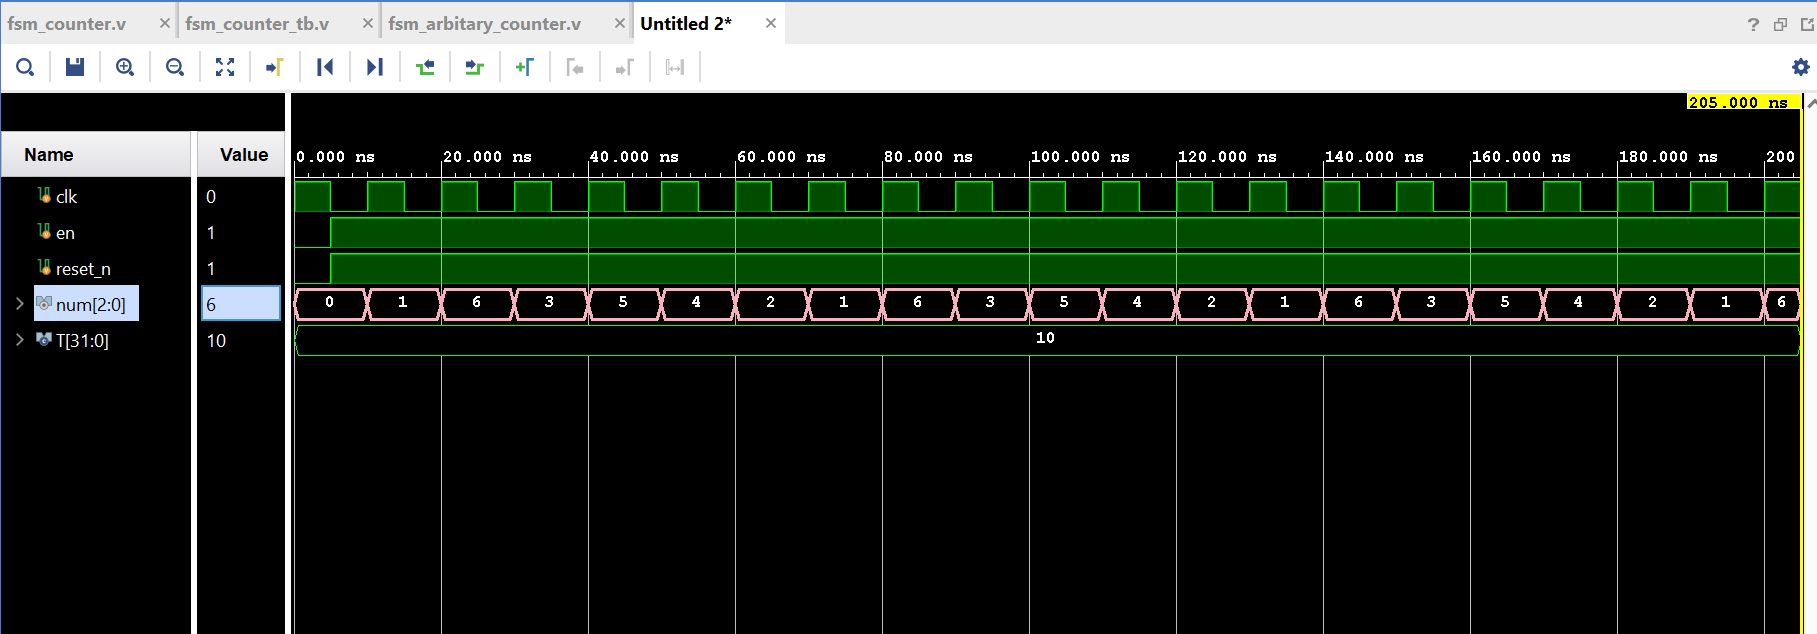 fsm_counter.v × fsm_counter_tb.v × fsm_arbitary_counter.v × Untitled 2* × ?
205.000 ns
Name Value 0.000 ns 20.000 ns 40.000 ns 60.000 ns 80.000 ns 100.000 ns 120.000 ns 140.000 ns 160.000 ns 180.000 ns 200
clk 0
en 1
reset_n 1
num[2:0] 6 0 1 6 3 5 4 2 1 6 3 5 4 2 1 6 3 5 4 2 1 6
T[31:0] 10 10